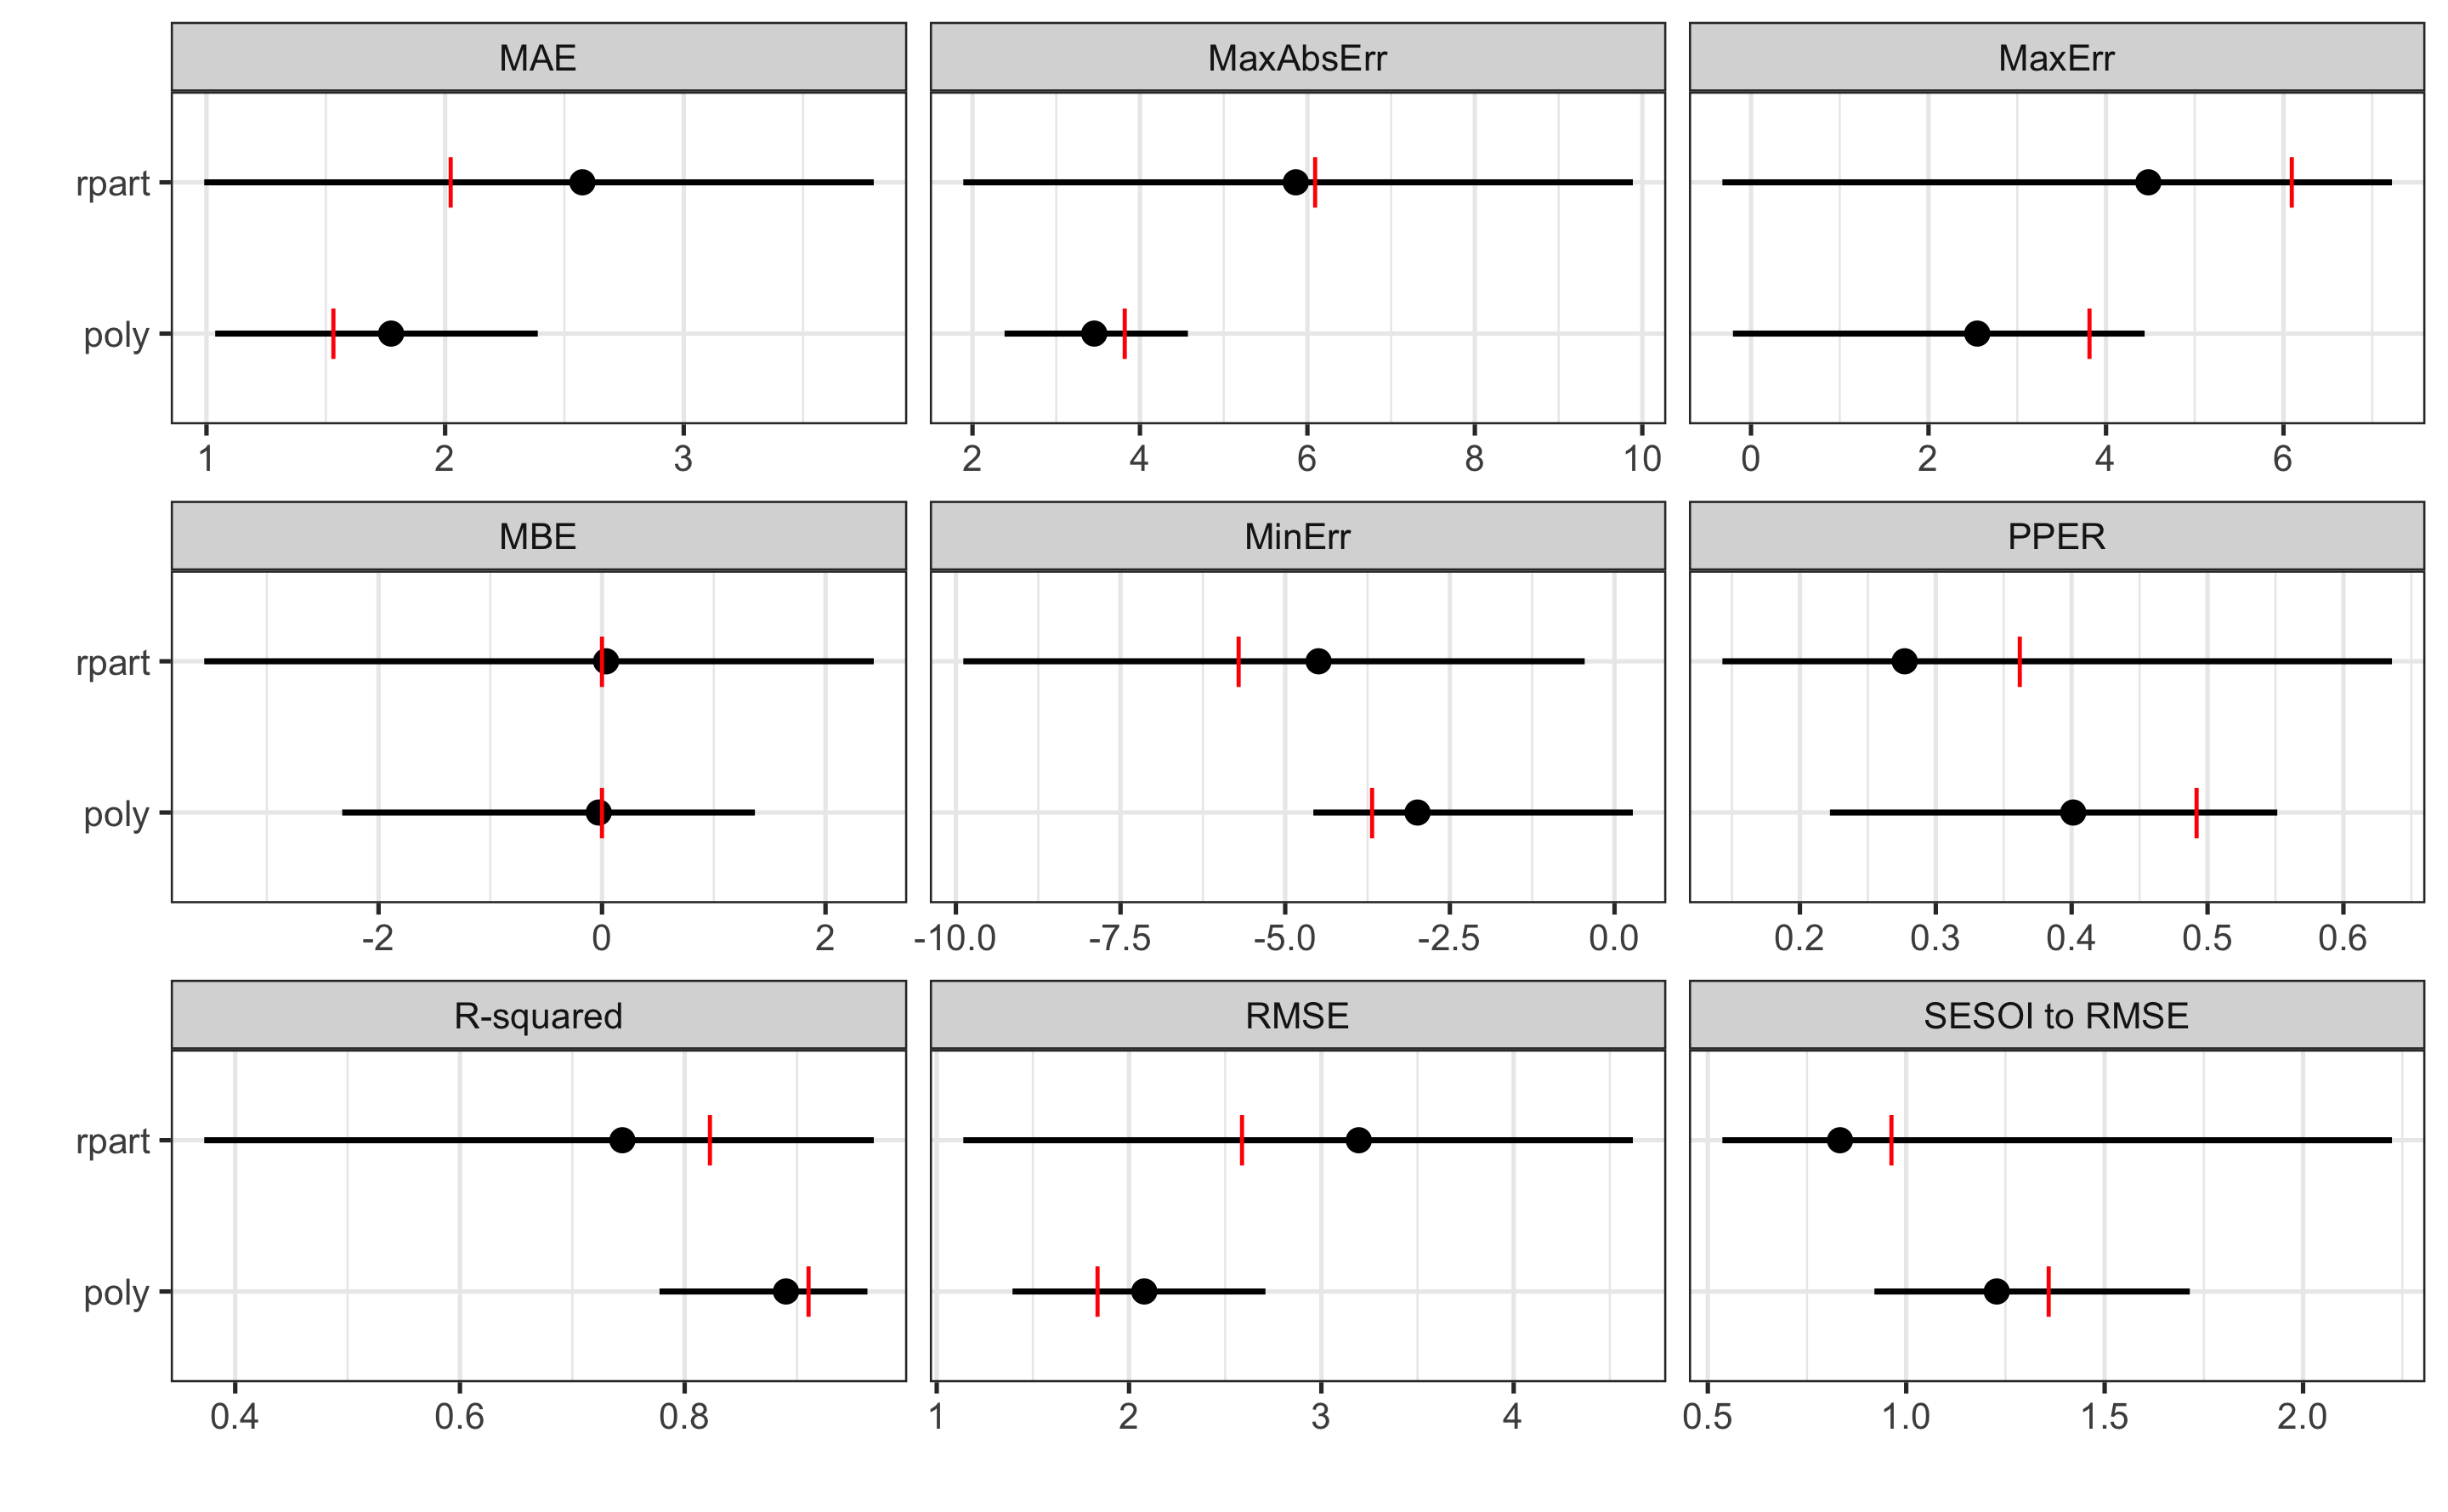 MAE MaxAbsErr MaxErr
rpart
poly
1 2 3 2 4 6 8 10 0 2 4 6
MBE MinErr PPER
rpart
poly
-2 0 2 -10.0 -7.5 -5.0 -2.5 0.0 0.2 0.3 0.4 0.5 0.6
R-squared RMSE SESOI to RMSE
rpart
poly
0.4 0.6 0.8 1 2 3 4 0.5 1.0 1.5 2.0